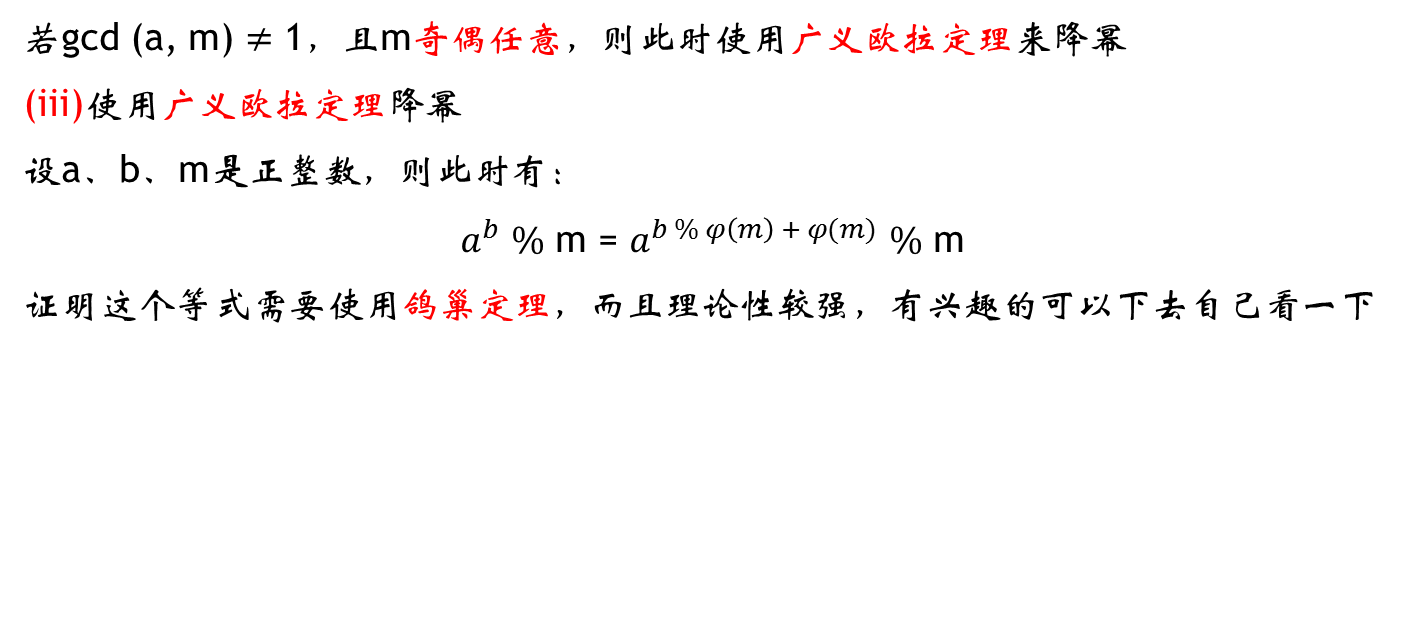 若gcd (a, m) ≠ 1，且m奇偶任意，则此时使用广义欧拉定理来降幂
(iii)使用广义欧拉定理降幂
设a、b、m是正整数，则此时有：
a^b % m = a^{b % φ(m) + φ(m)} % m
证明这个等式需要使用鸽巢定理，而且理论性较强，有兴趣的可以下去自己看一下